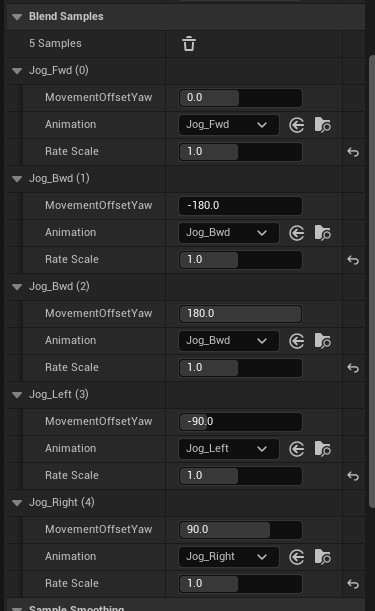 Blend Samples
5 Samples
Jog_Fwd (0)
MovementOffsetYaw 0.0
Animation Jog_Fwd
Rate Scale 1.0
Jog_Bwd (1)
MovementOffsetYaw -180.0
Animation Jog_Bwd
Rate Scale 1.0
Jog_Bwd (2)
MovementOffsetYaw 180.0
Animation Jog_Bwd
Rate Scale 1.0
Jog_Left (3)
MovementOffsetYaw -90.0
Animation Jog_Left
Rate Scale 1.0
Jog_Right (4)
MovementOffsetYaw 90.0
Animation Jog_Right
Rate Scale 1.0
Sample Smoothing